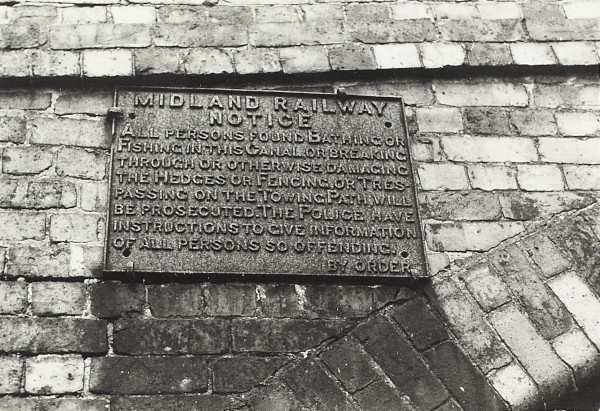 MIDLAND RAILWAY
NOTICE
ALL PERSONS FOUND BATHING OR
FISHING IN THIS CANAL OR BREAKING
THROUGH OR OTHERWISE DAMAGING
THE HEDGES OR FENCING, OR TRES-
PASSING ON THE TOWING PATH, WILL
BE PROSECUTED. THE POLICE HAVE
INSTRUCTIONS TO GIVE INFORMATION
OF ALL PERSONS SO OFFENDING.
BY ORDER.